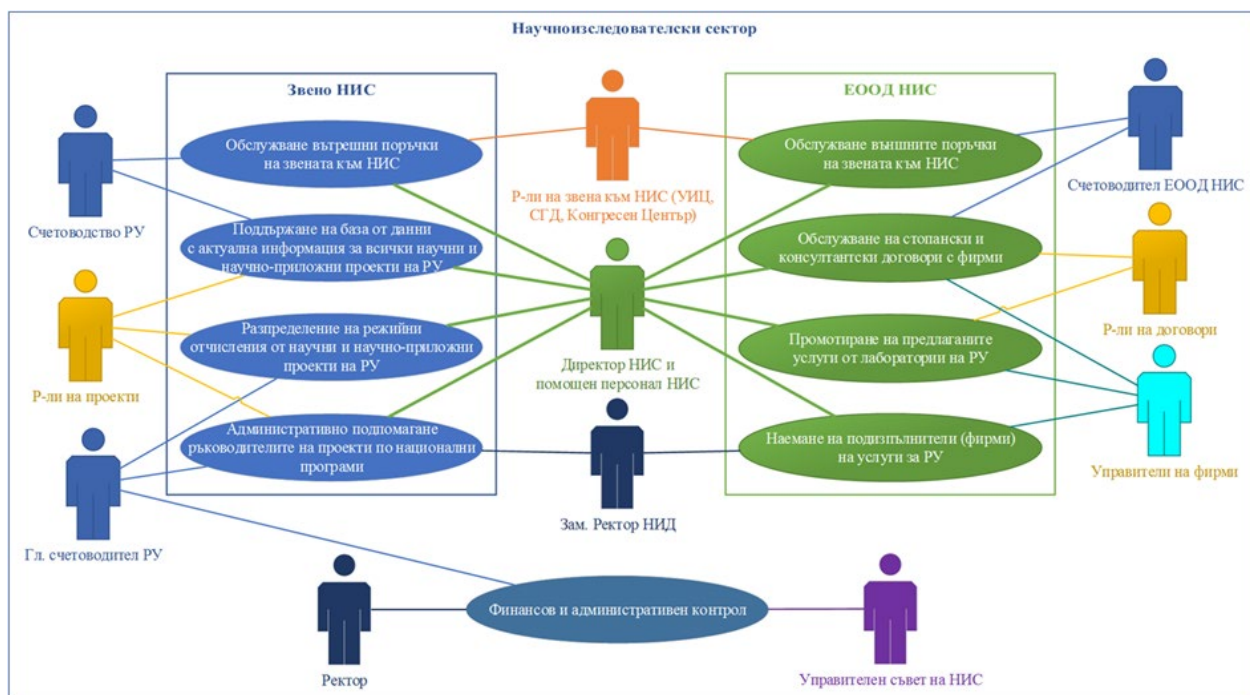 Научноизследователски сектор
Звено НИС
ЕООД НИС
Обслужване вътрешни поръчки
на звената към НИС
Обслужване външните поръчки
на звената към НИС
Счетоводство РУ
Р-ли на звена към НИС (УИЦ,
СГД, Конгресен Център)
Счетоводител ЕООД НИС
Поддържане на база от данни
с актуална информация за всички научни и
научно-приложни проекти на РУ
Обслужване на стопански и
консултантски договори с фирми
Разпределение на режийни
отчисления от научни и научно-приложни
проекти на РУ
Директор НИС и
помощен персонал НИС
Промотиране на предлаганите
услуги от лаборатории на РУ
Р-ли на договори
Р-ли на проекти
Административно подпомагане
ръководителите на проекти по национални
програми
Наемане на подизпълнители (фирми)
на услуги за РУ
Управители на фирми
Зам. Ректор НИД
Гл. счетоводител РУ
Финансов и административен контрол
Ректор
Управителен съвет на НИС